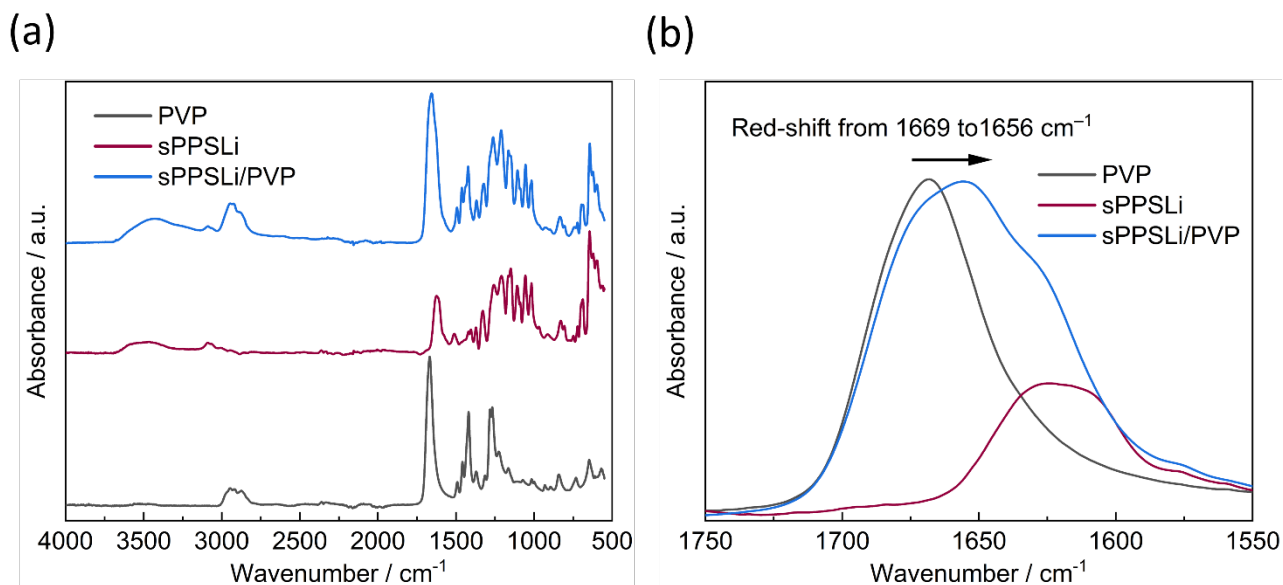 (a)
PVP
sPPSLi
sPPSLi/PVP
Absorbance / a.u.
4000 3500 3000 2500 2000 1500 1000 500
Wavenumber / cm⁻¹
(b)
Red-shift from 1669 to1656 cm⁻¹
PVP
sPPSLi
sPPSLi/PVP
Absorbance / a.u.
1750 1700 1650 1600 1550
Wavenumber / cm⁻¹